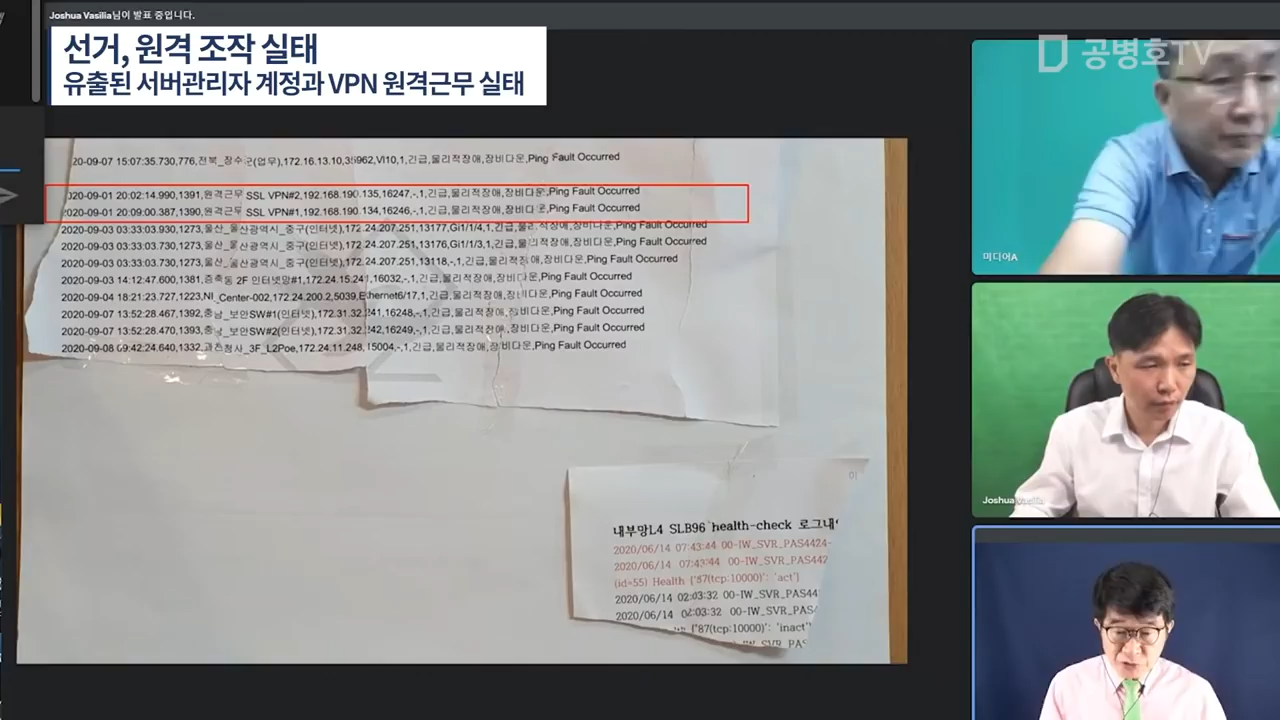 Joshua Vasilia님이 발표 중입니다.
선거, 원격 조작 실태
유출된 서버관리자 계정과 VPN 원격근무 실태
공병호TV
20-09-07 15:07:35.730,776,전북_장수군(업무),172.16.13.10,35962,Vl10,1,긴급,물리적장애,장비다운,Ping Fault Occurred
2020-09-01 20:02:14.990,1391,원격근무 SSL VPN#2,192.168.190.135,16247,-,1,긴급,물리적장애,장비다운,Ping Fault Occurred
2020-09-01 20:09:00.387,1390,원격근무 SSL VPN#1,192.168.190.134,16246,-,1,긴급,물리적장애,장비다운,Ping Fault Occurred
2020-09-03 03:33:03.930,1273,울산_울산광역시_중구(인터넷),172.24.207.251,13177,Gi1/1/4,1,긴급,물리적장애,장비다운,Ping Fault Occurred
2020-09-03 03:33:03.730,1273,울산_울산광역시_중구(인터넷),172.24.207.251,13176,Gi1/1/3,1,긴급,물리적장애,장비다운,Ping Fault Occurred
2020-09-03 03:33:03.730,1273,울산_울산광역시_중구(인터넷),172.24.207.251,13118,-,1,긴급,물리적장애,장비다운,Ping Fault Occurred
2020-09-03 14:12:47.600,1381,증축동 2F 인터넷망#1,172.24.15.241,16032,-,1,긴급,물리적장애,장비다운,Ping Fault Occurred
2020-09-04 18:21:23.727,1223,NI_Center-002,172.24.200.2,5039,Ethernet6/17,1,긴급,물리적장애,장비다운,Ping Fault Occurred
2020-09-07 13:52:28.467,1392,충남_보안SW#1(인터넷),172.31.32.241,16248,-,1,긴급,물리적장애,장비다운,Ping Fault Occurred
2020-09-07 13:52:28.470,1393,충남_보안SW#2(인터넷),172.31.32.242,16249,-,1,긴급,물리적장애,장비다운,Ping Fault Occurred
2020-09-08 09:42:24.640,1332,과천청사_3F_L2Poe,172.24.11.248,15004,-,1,긴급,물리적장애,장비다운,Ping Fault Occurred
이
내부망L4 SLB96 health-check 로그내
2020/06/14 07:43:44 00-IW_SVR_PAS4424-
2020/06/14 07:43:44 00-IW_SVR_PAS442
(id=55) Health {'87(tcp:10000)': 'act'}
2020/06/14 02:03:32 00-IW_SVR_PAS44
2020/06/14 02:03:32 00-IW_SVR_PAS4
{'87(tcp:10000)': 'inact'}
미디어A
Joshua Vasilia